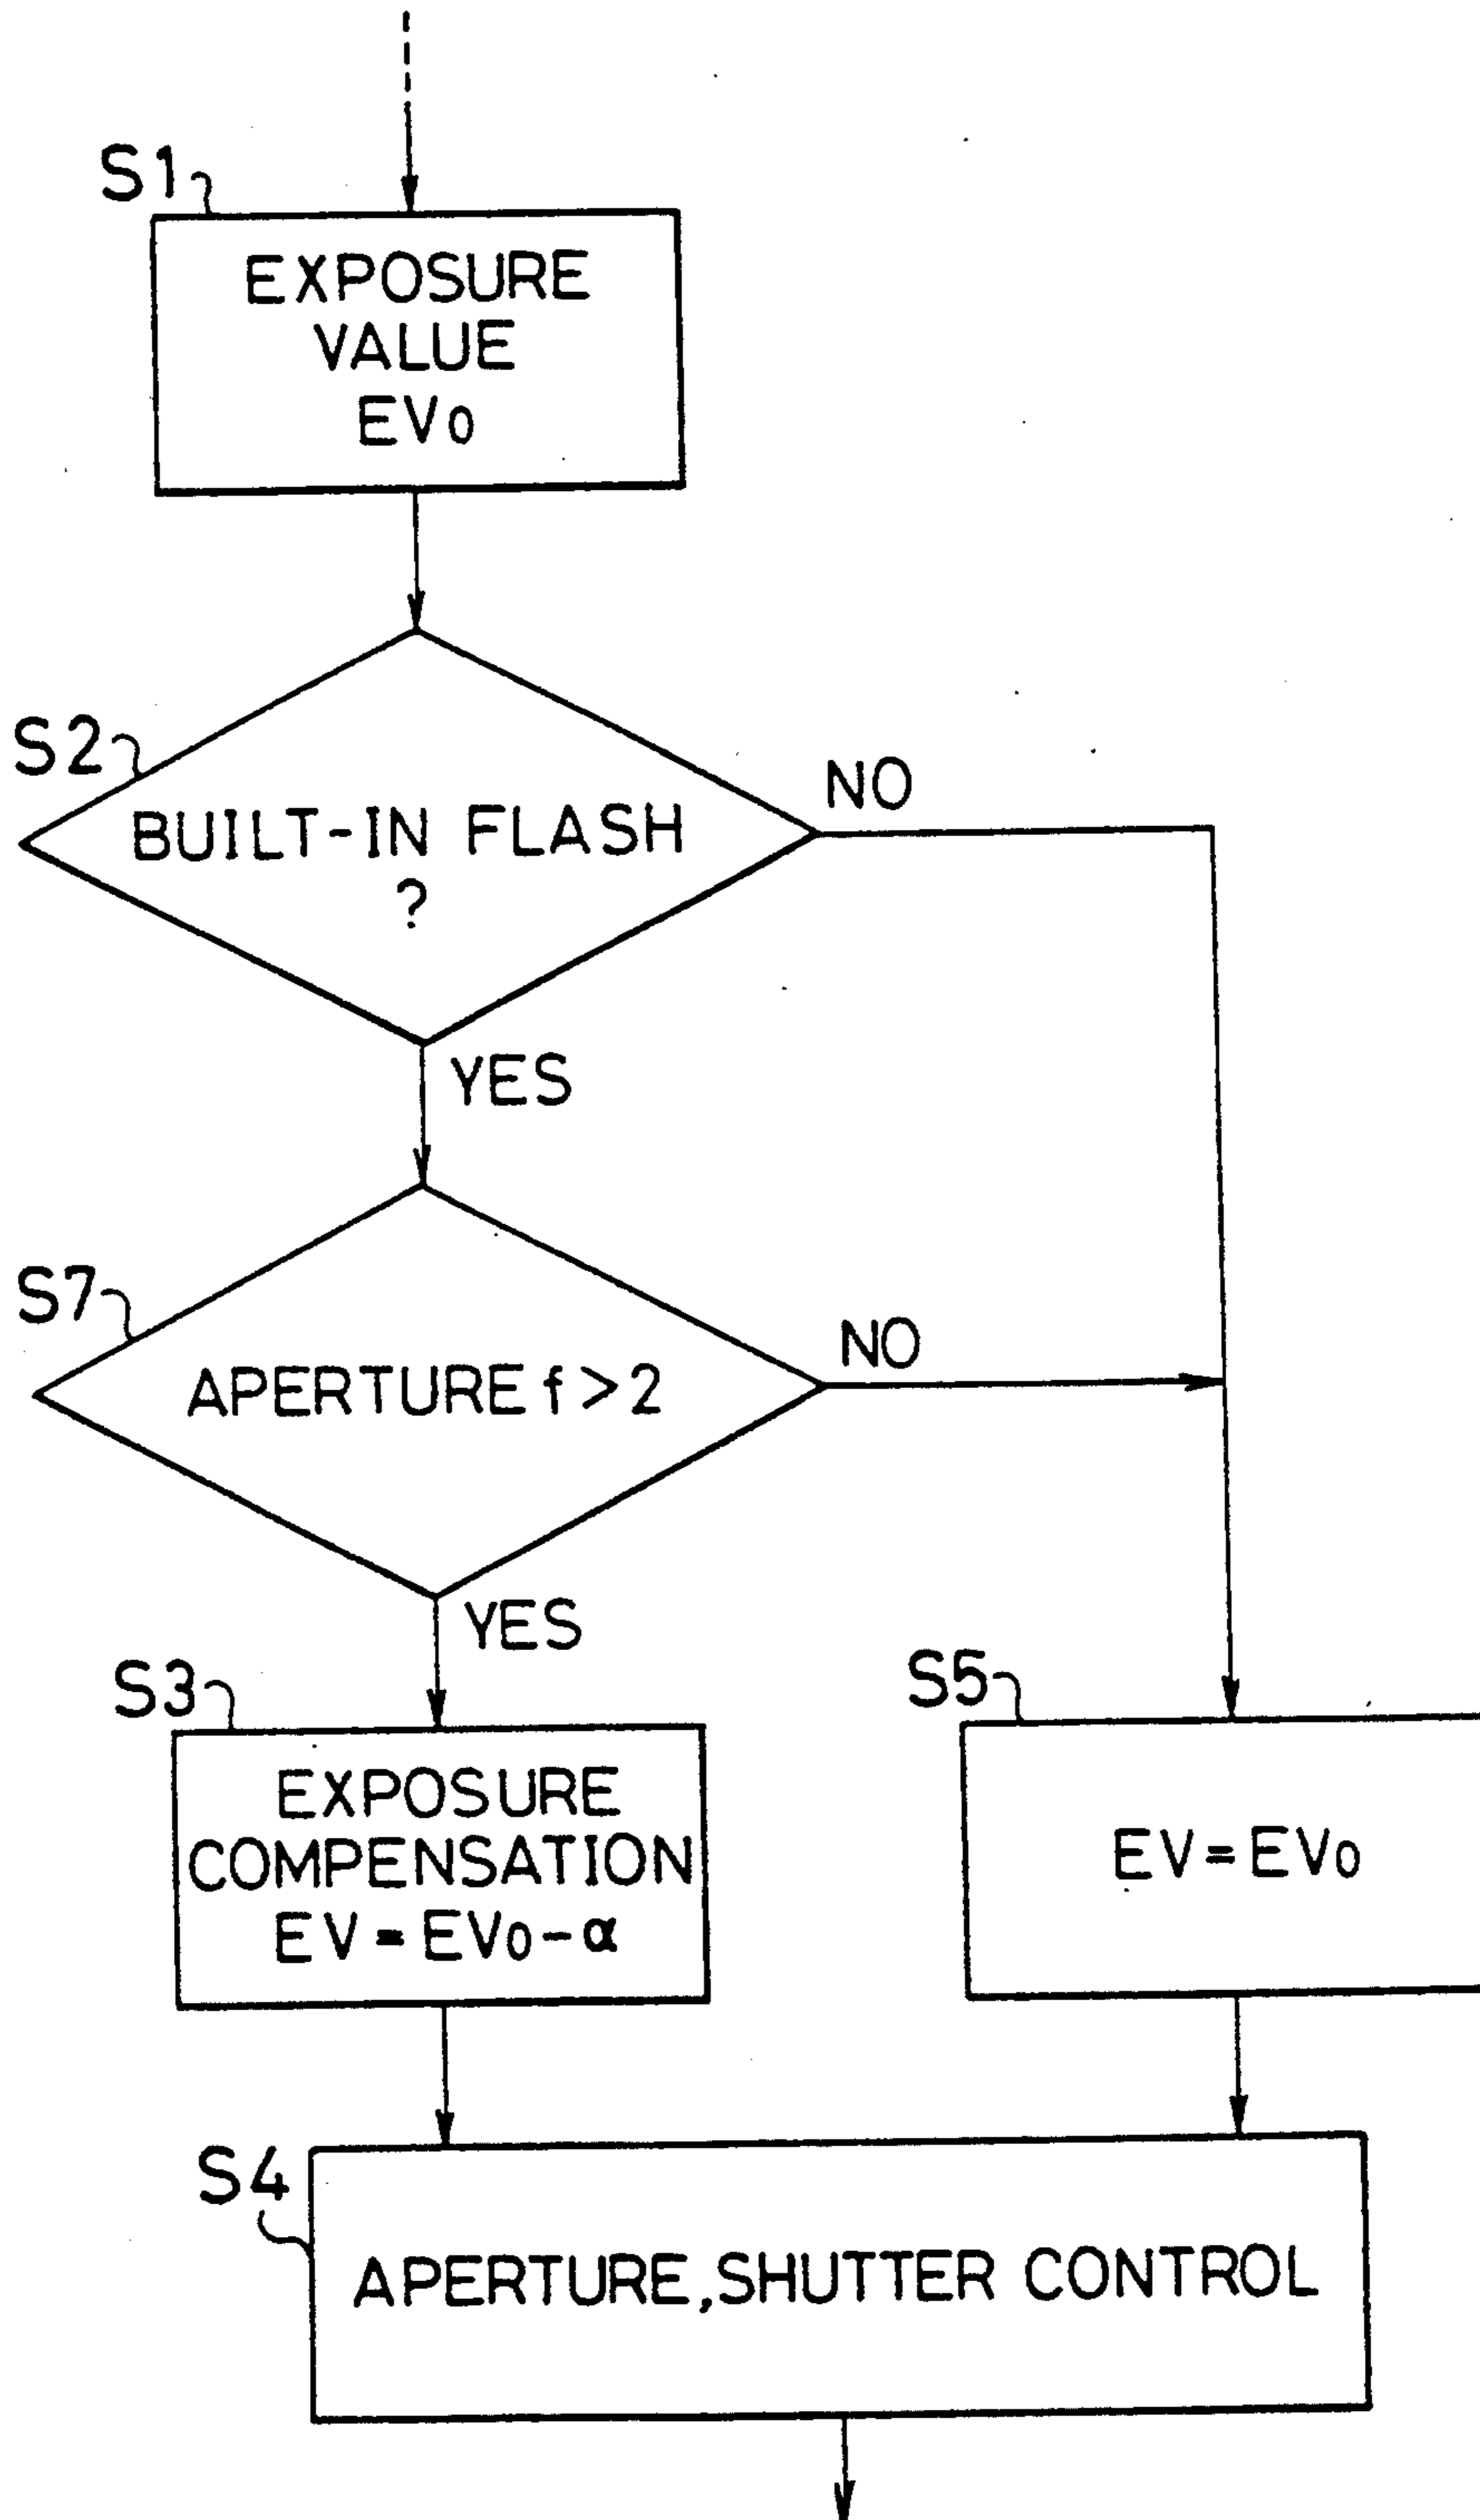 S1
EXPOSURE
VALUE
EV0
S2
BUILT-IN FLASH
?
NO
YES
S7
APERTURE f>2
NO
YES
S3
EXPOSURE
COMPENSATION
EV=EV0-α
S5
EV=EV0
S4
APERTURE,SHUTTER CONTROL